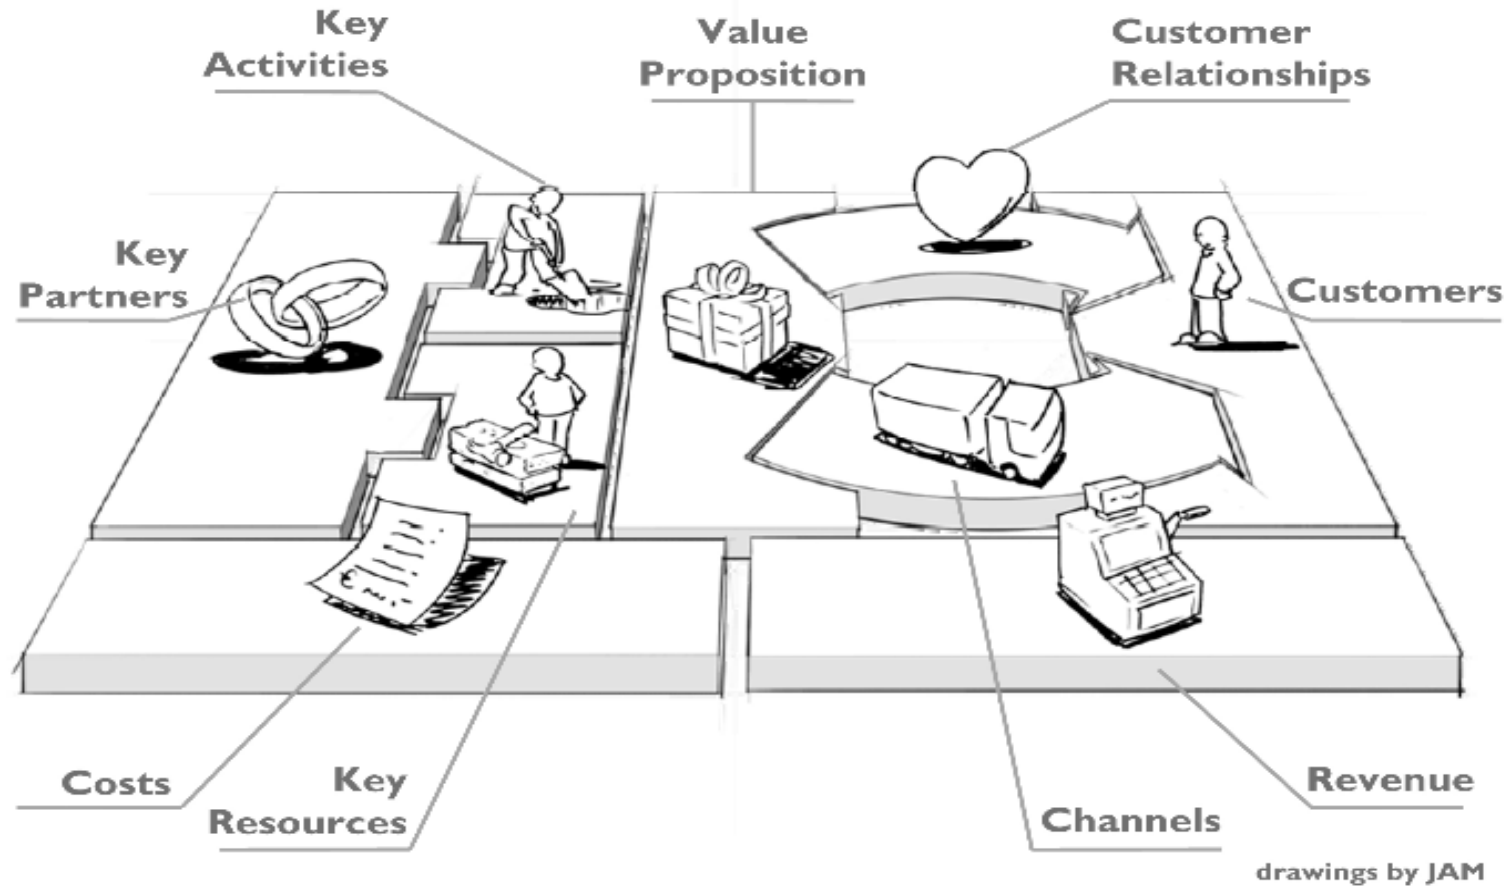 Key
Activities
Value
Proposition
Customer
Relationships
Key
Partners
Customers
Costs
Key
Resources
Channels
Revenue
drawings by JAM